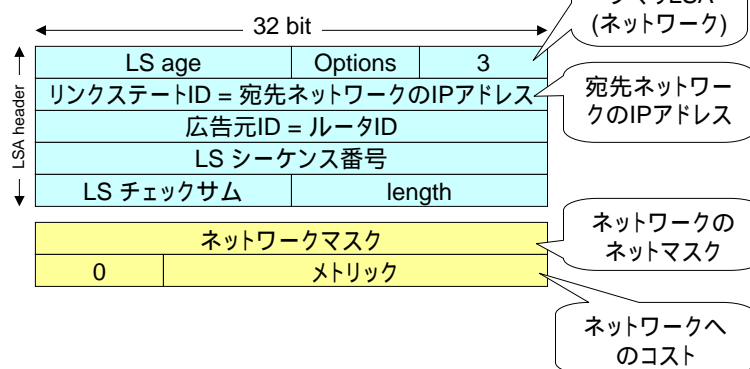 32 bit
(ネットワーク)
LS age Options 3
リンクステートID = 宛先ネットワークのIPアドレス
宛先ネットワー
クのIPアドレス
広告元ID = ルータID
LS シーケンス番号
LS チェックサム length
LSA header
ネットワークマスク
ネットワークの
ネットマスク
0 メトリック
ネットワークへ
のコスト